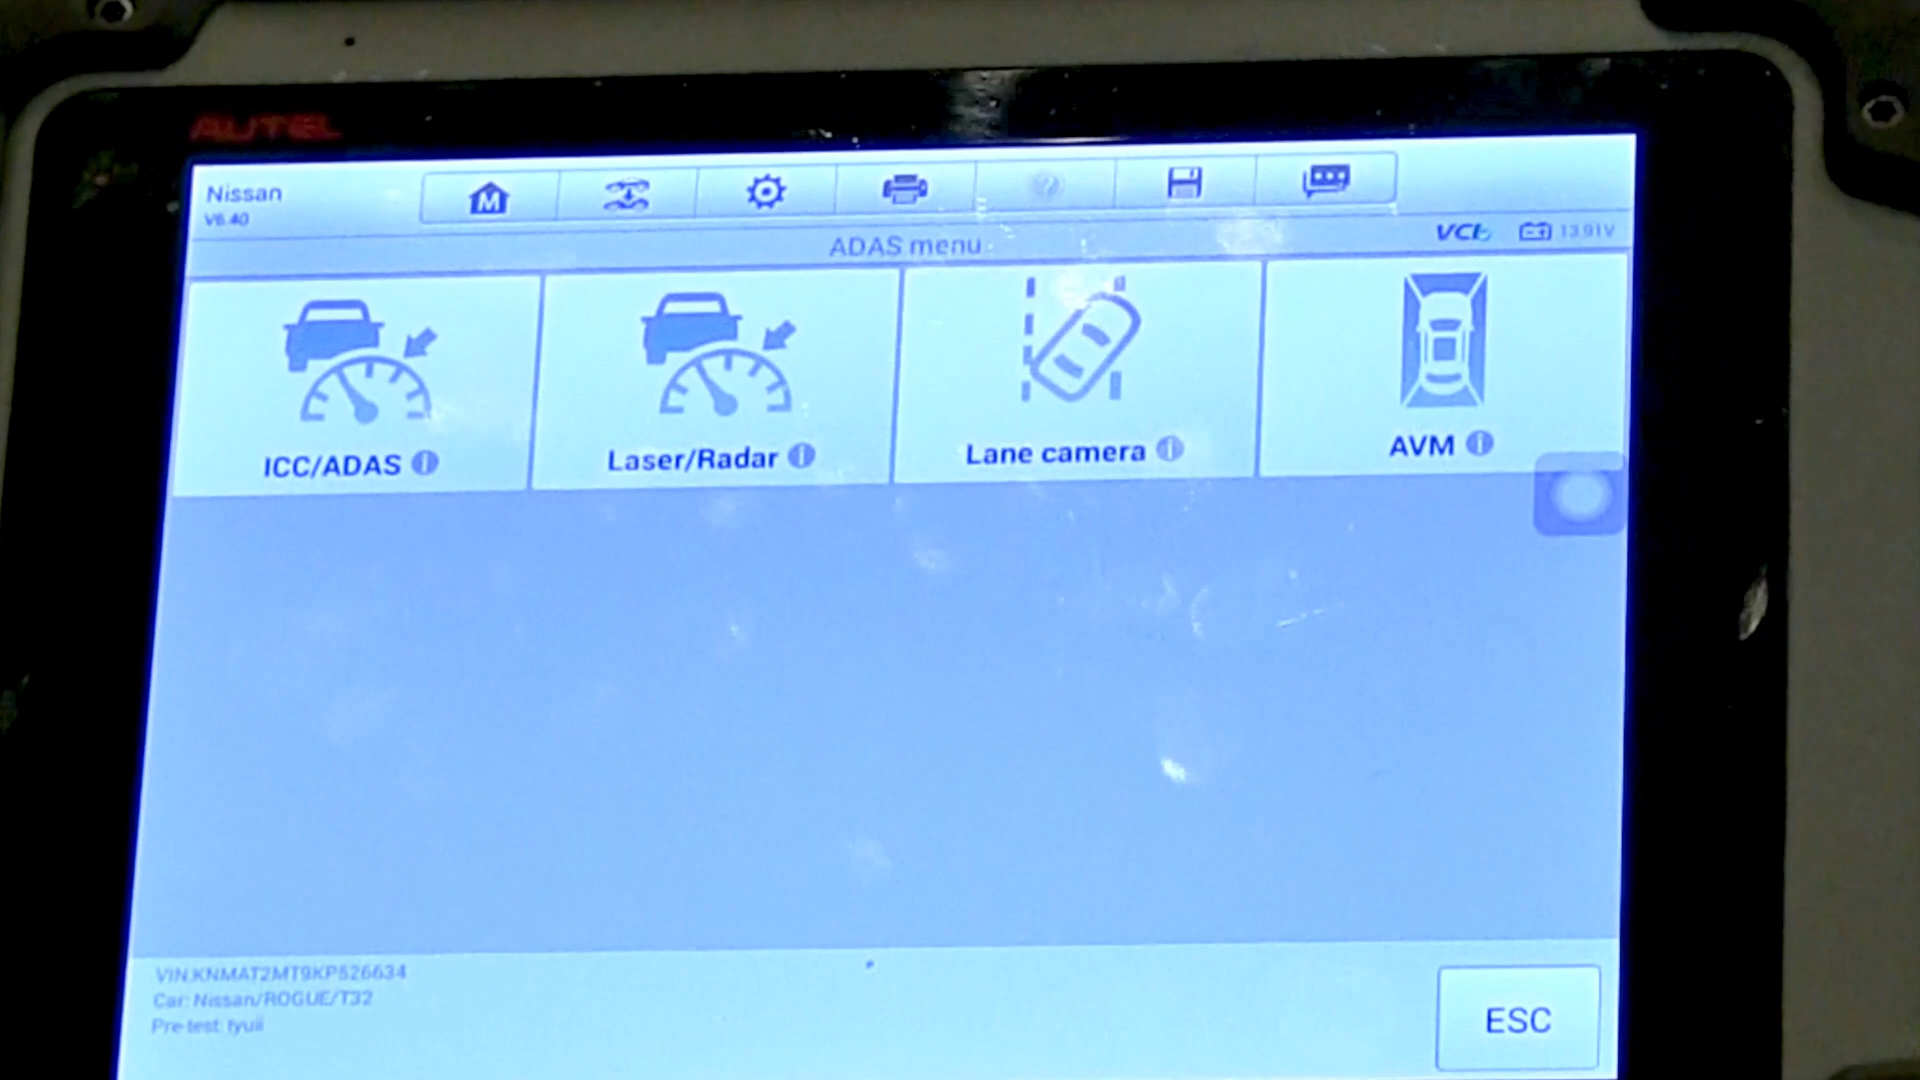 AUTEL
Nissan
V6.40
M
ADAS menu
VCI
13.91V
ICC/ADAS
Laser/Radar
Lane camera
AVM
VIN:KNMAT2MT9KP526634
Car: Nissan/ROGUE/T32
Pre-test: tyuii
ESC